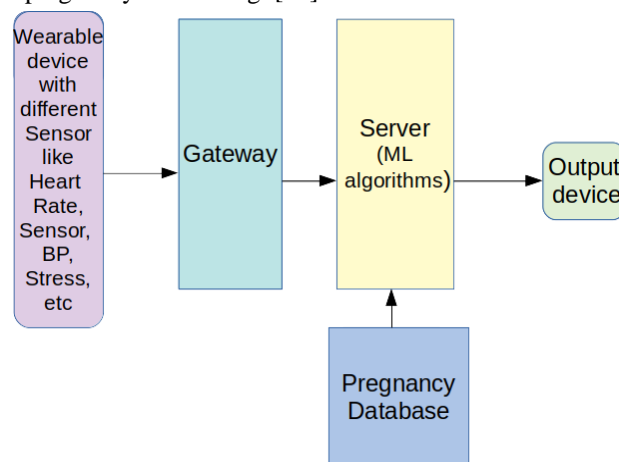 Wearable
device
with
different
Sensor
like
Heart
Rate,
Sensor,
BP,
Stress,
etc
Gateway
Server
(ML
algorithms)
Output
device
Pregnancy
Database